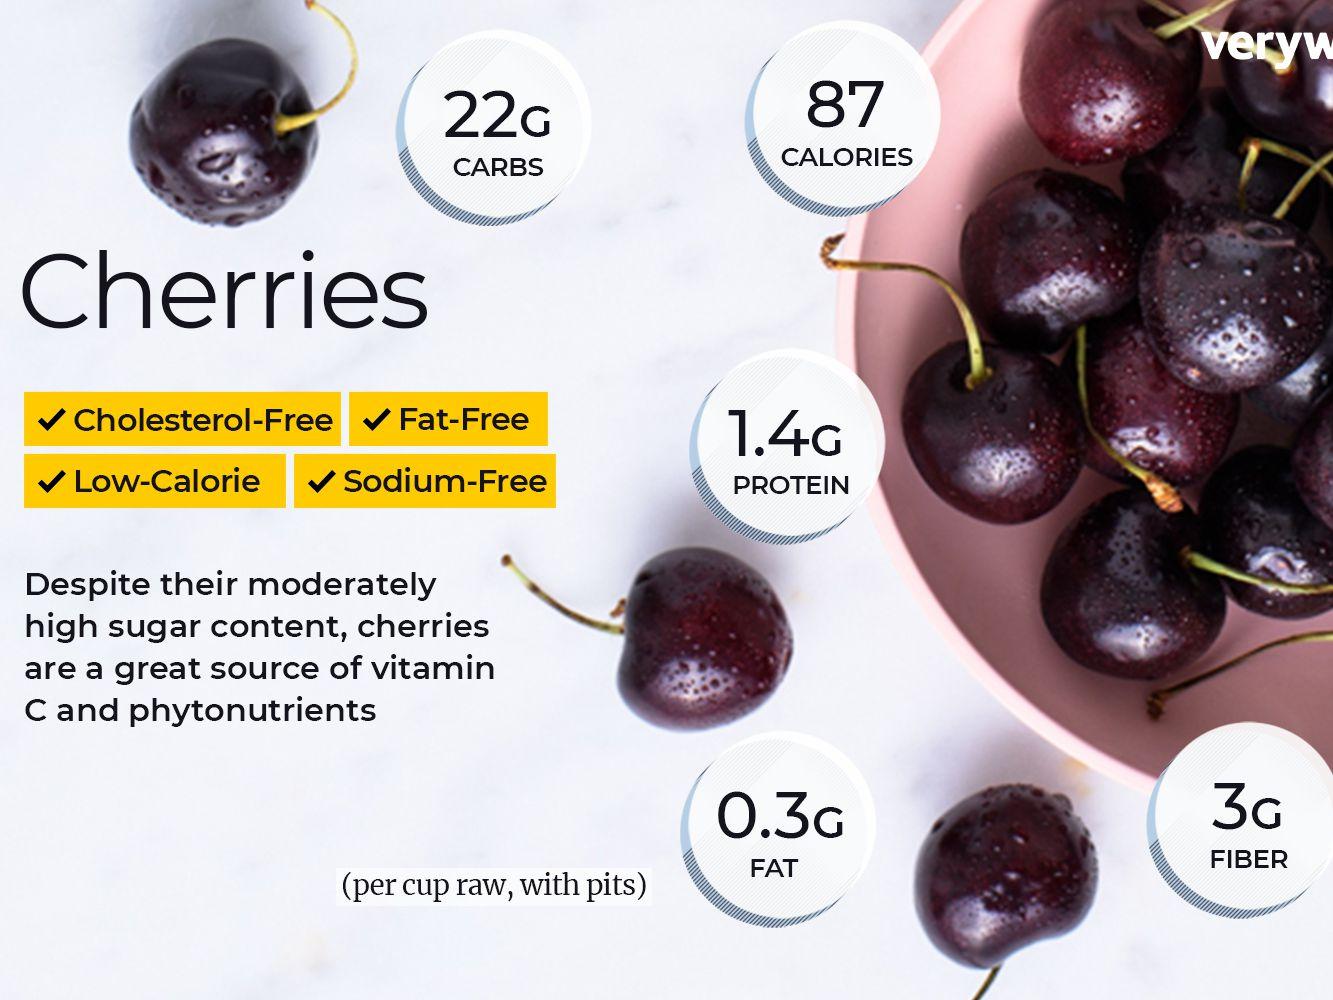 veryw
22G
CARBS
87
CALORIES
Cherries
✓ Cholesterol-Free ✓ Fat-Free
✓ Low-Calorie ✓ Sodium-Free
1.4G
PROTEIN
Despite their moderately
high sugar content, cherries
are a great source of vitamin
C and phytonutrients
0.3G
FAT
3G
FIBER
(per cup raw, with pits)